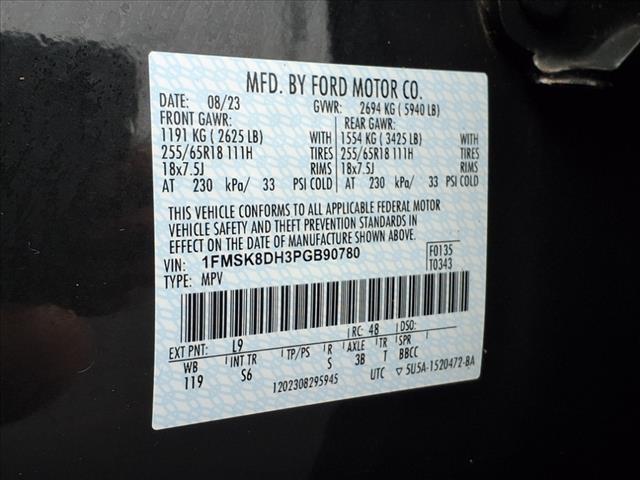 MFD. BY FORD MOTOR CO.
DATE: 08/23 GVWR: 2694 KG ( 5940 LB)
FRONT GAWR: REAR GAWR:
1191 KG ( 2625 LB) WITH 1554 KG ( 3425 LB) WITH
255/65R18 111H TIRES 255/65R18 111H TIRES
18x7.5J RIMS 18x7.5J RIMS
AT 230 kPa/ 33 PSI COLD AT 230 kPa/ 33 PSI COLD
THIS VEHICLE CONFORMS TO ALL APPLICABLE FEDERAL MOTOR
VEHICLE SAFETY AND THEFT PREVENTION STANDARDS IN
EFFECT ON THE DATE OF MANUFACTURE SHOWN ABOVE.
VIN: 1FMSK8DH3PGB90780 F0135
TYPE: MPV T0343
EXT PNT: L9 RC: 48 DSO:
WB INT TR TP/PS R AXLE TR SPR
119 S6 S 3B T BBCC
1202308295945 UTC ▽ 5U5A-1520472-BA